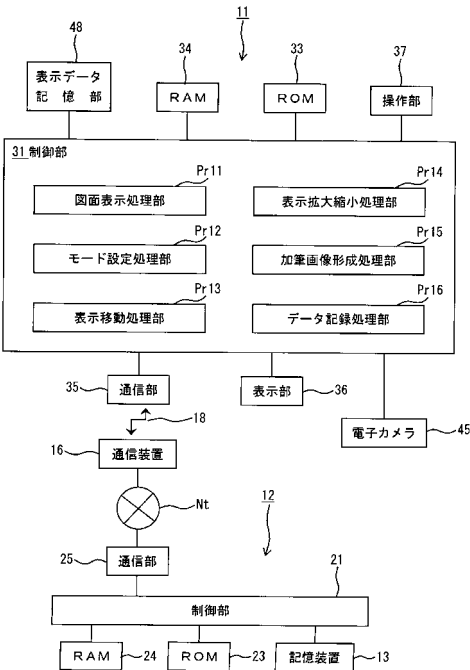 11
48
34
33
37
表示データ
記憶部
RAM
ROM
操作部
31 制御部
Pr11
図面表示処理部
Pr14
表示拡大縮小処理部
Pr12
モード設定処理部
Pr15
加筆画像形成処理部
Pr13
表示移動処理部
Pr16
データ記録処理部
35
通信部
表示部
36
18
電子カメラ
45
16
通信装置
Nt
12
25
通信部
21
制御部
RAM
24
ROM
23
記憶装置
13